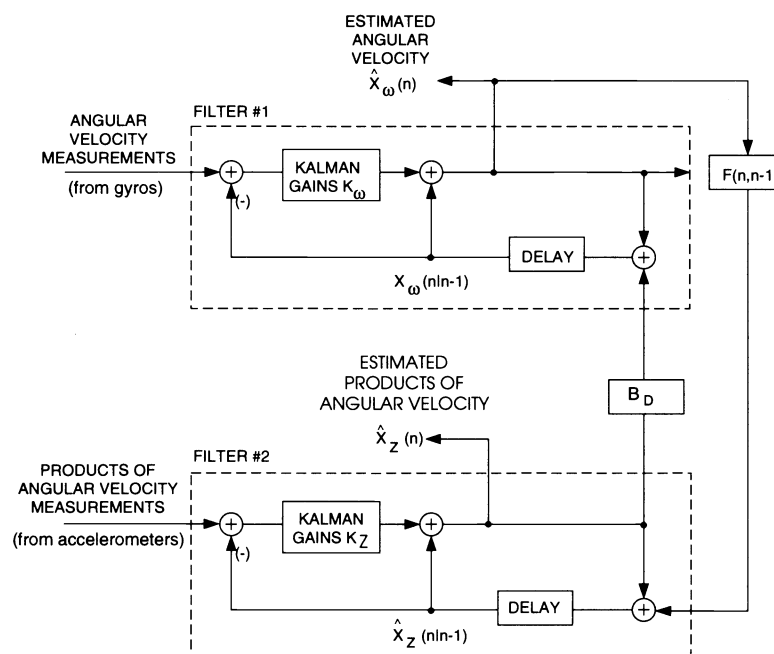 ESTIMATED
ANGULAR
VELOCITY
X̂ω(n)
FILTER #1
ANGULAR
VELOCITY
MEASUREMENTS
(from gyros)
+
(-)
KALMAN
GAINS Kω
+
F(n,n-1
DELAY
+
Xω(n|n-1)
ESTIMATED
PRODUCTS OF
ANGULAR VELOCITY
B D
X̂Z(n)
FILTER #2
PRODUCTS OF
ANGULAR VELOCITY
MEASUREMENTS
(from accelerometers)
+
(-)
KALMAN
GAINS KZ
+
DELAY
+
X̂Z(n|n-1)